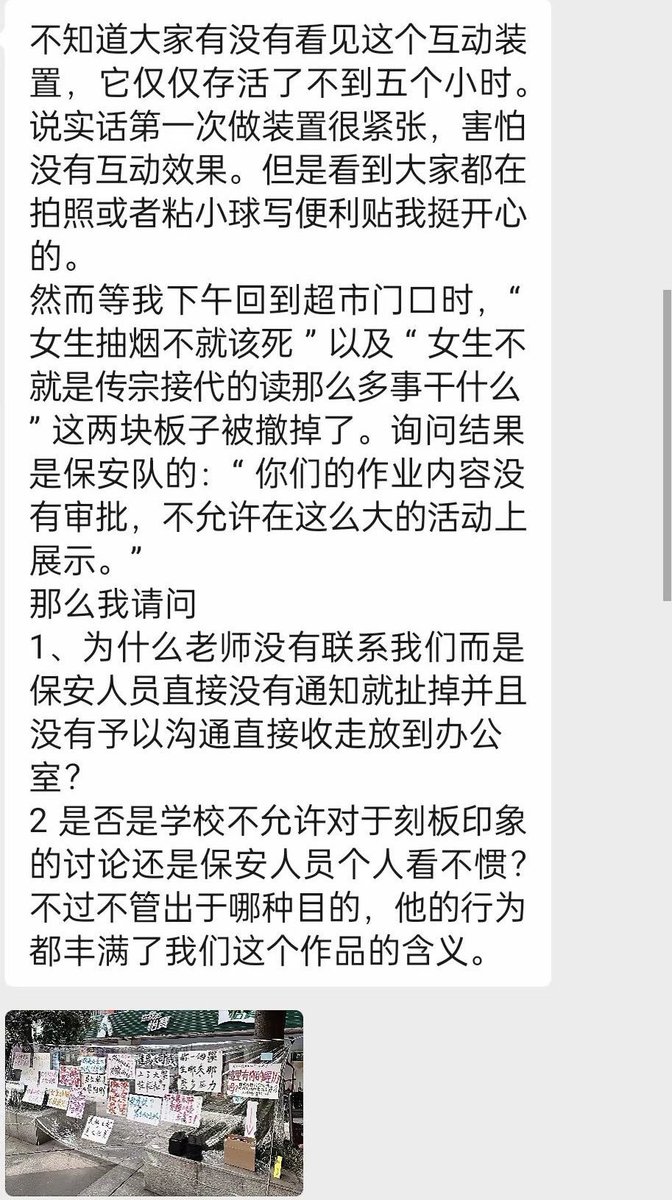 不知道大家有没有看见这个互动装
置，它仅仅存活了不到五个小时。
说实话第一次做装置很紧张，害怕
没有互动效果。但是看到大家都在
拍照或者粘小球写便利贴我挺开心
的。
然而等我下午回到超市门口时，“
女生抽烟不就该死 ” 以及 “ 女生不
就是传宗接代的读那么多事干什么
” 这两块板子被撤掉了。询问结果
是保安队的：“ 你们的作业内容没
有审批，不允许在这么大的活动上
展示。”
那么我请问
1、为什么老师没有联系我们而是
保安人员直接没有通知就扯掉并且
没有予以沟通直接收走放到办公
室？
2 是否是学校不允许对于刻板印象
的讨论还是保安人员个人看不惯？
不过不管出于哪种目的，他的行为
都丰满了我们这个作品的含义。